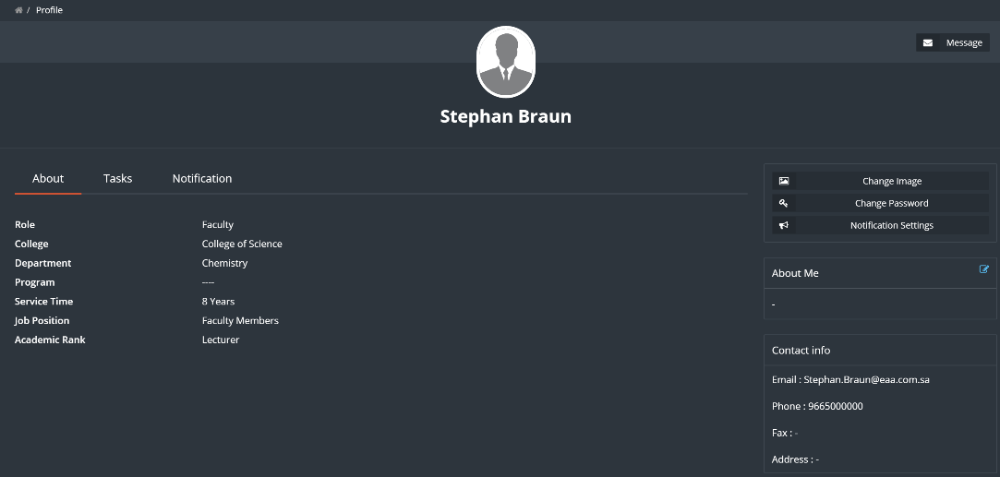 / Profile
Message
Stephan Braun
About Tasks Notification
Role Faculty
College College of Science
Department Chemistry
Program ----
Service Time 8 Years
Job Position Faculty Members
Academic Rank Lecturer
Change Image
Change Password
Notification Settings
About Me
-
Contact info
Email : Stephan.Braun@eaa.com.sa
Phone : 9665000000
Fax : -
Address : -